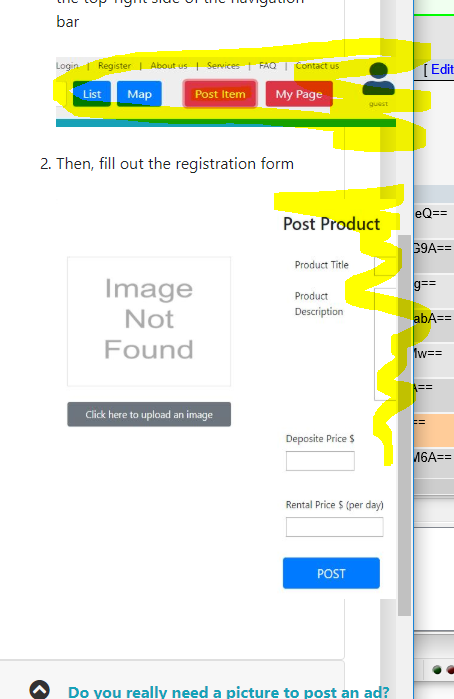 the top-right side of the navigation
bar
Login | Register | About us | Services | FAQ | Contact us
List Map Post Item My Page
guest
[ Edit
2. Then, fill out the registration form
Post Product
eQ==
Product Title
G9A==
Image
Not
Found
Product
Description
g==
abA==
Mw==
A==
Click here to upload an image
==
Deposite Price $
M6A==
Rental Price $ (per day)
POST
Do you really need a picture to post an ad?